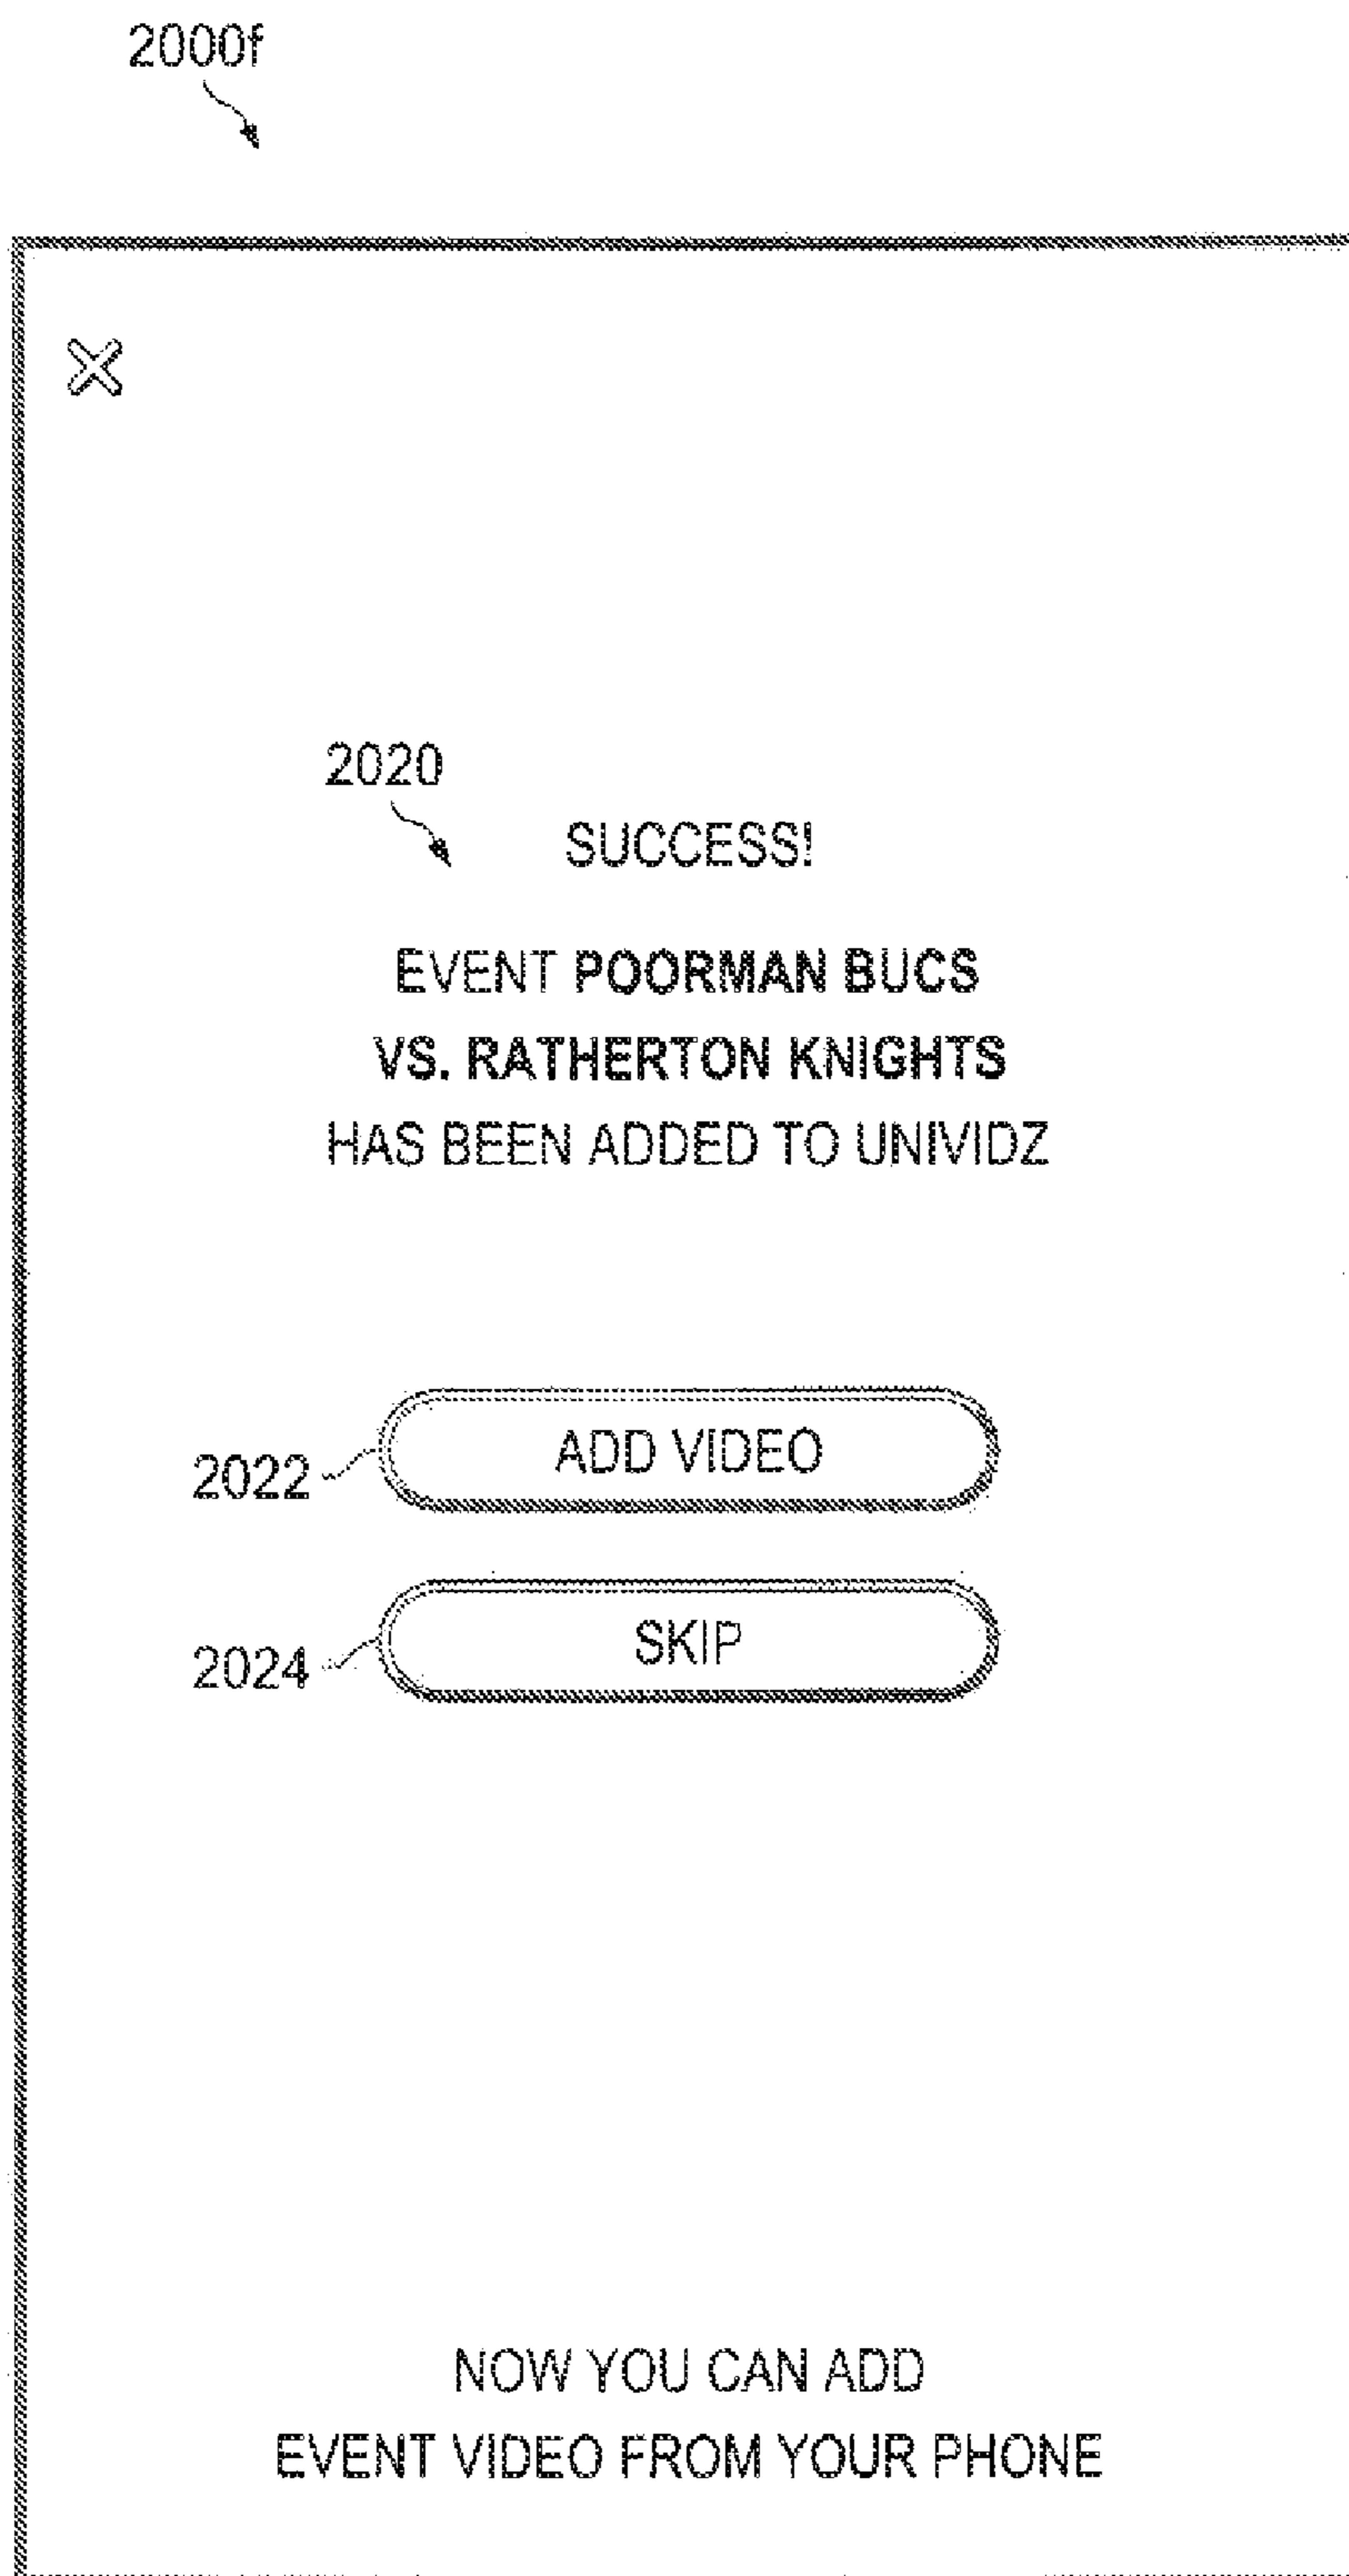 2000f
2020
SUCCESS!
EVENT POORMAN BUCS
VS. RATHERTON KNIGHTS
HAS BEEN ADDED TO UNIVIDZ
2022
ADD VIDEO
2024
SKIP
NOW YOU CAN ADD
EVENT VIDEO FROM YOUR PHONE